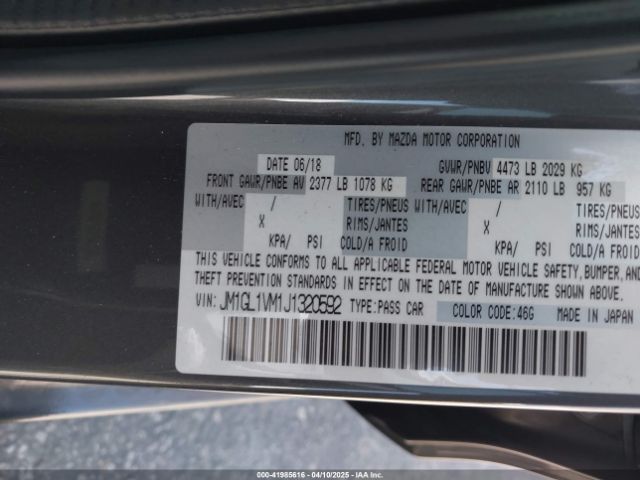 MFD. BY MAZDA MOTOR CORPORATION
DATE 06/18 GVWR/PNBV 4473 LB 2029 KG
FRONT GAWR/PNBE AV 2377 LB 1078 KG REAR GAWR/PNBE AR 2110 LB 957 KG
WITH/AVEC / TIRES/PNEUS WITH/AVEC / TIRES/PNEUS
X RIMS/JANTES X RIMS/JANTES
KPA/ PSI COLD/A FROID KPA/ PSI COLD/A FROID
THIS VEHICLE CONFORMS TO ALL APPLICABLE FEDERAL MOTOR VEHICLE SAFETY, BUMPER, AND
THEFT PREVENTION STANDARDS IN EFFECT ON THE DATE OF MANUFACTURE SHOWN ABOVE.
VIN: JM1GL1VM1J1320592 TYPE:PASS CAR COLOR CODE:46G MADE IN JAPAN
000-41985616 - 04/10/2025 - IAAI.COM